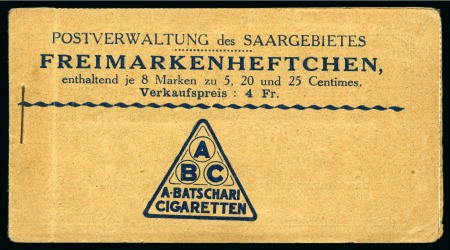 POSTVERWALTUNG des SAARGEBIETES
FREIMARKENHEFTCHEN,
enthaltend je 8 Marken zu 5, 20 und 25 Centimes.
Verkaufspreis : 4 Fr.
A
B C
A·BATSCHARI
CIGARETTEN